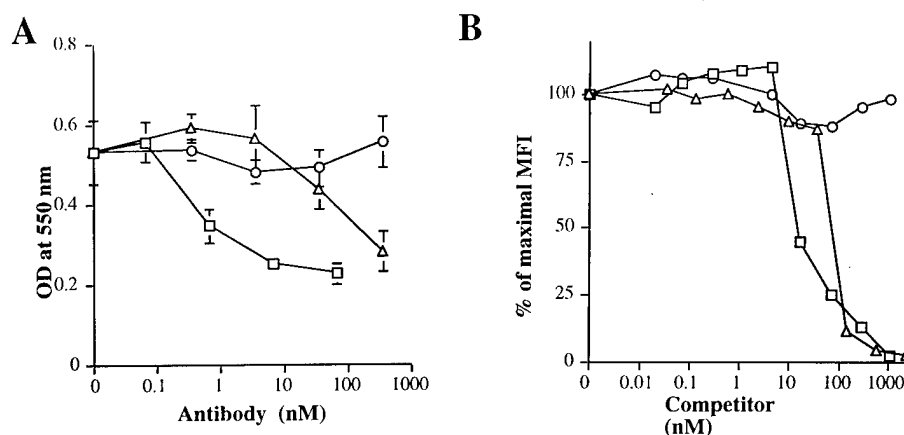 A
0.8
0.6
0.4
0.2
0
OD at 550 nm
0 0.1 1 10 100 1000
Antibody (nM)
B
100
75
50
25
0
% of maximal MFI
0 0.01 0.1 1 10 100 1000
Competitor
(nM)